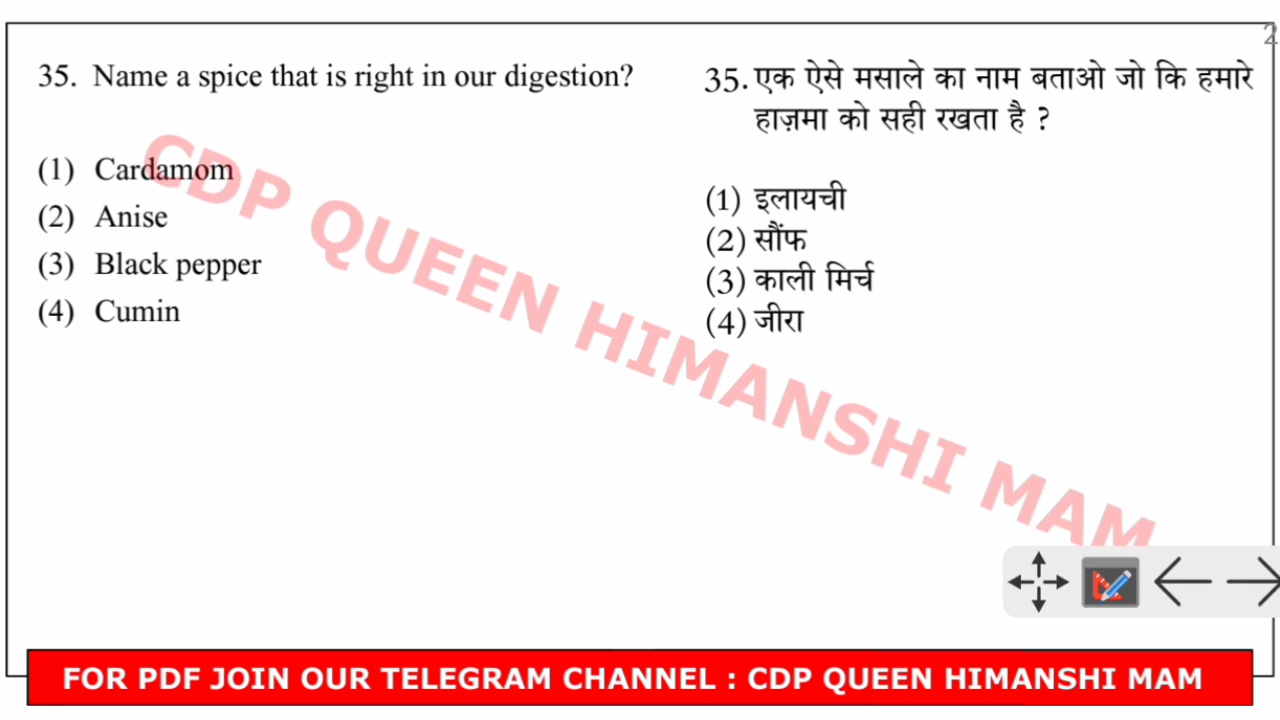 2
35. Name a spice that is right in our digestion?
(1) Cardamom
(2) Anise
(3) Black pepper
(4) Cumin
35. एक ऐसे मसाले का नाम बताओ जो कि हमारे
हाज़मा को सही रखता है ?
(1) इलायची
(2) सौंफ
(3) काली मिर्च
(4) जीरा
CDP QUEEN HIMANSHI MAM
FOR PDF JOIN OUR TELEGRAM CHANNEL : CDP QUEEN HIMANSHI MAM